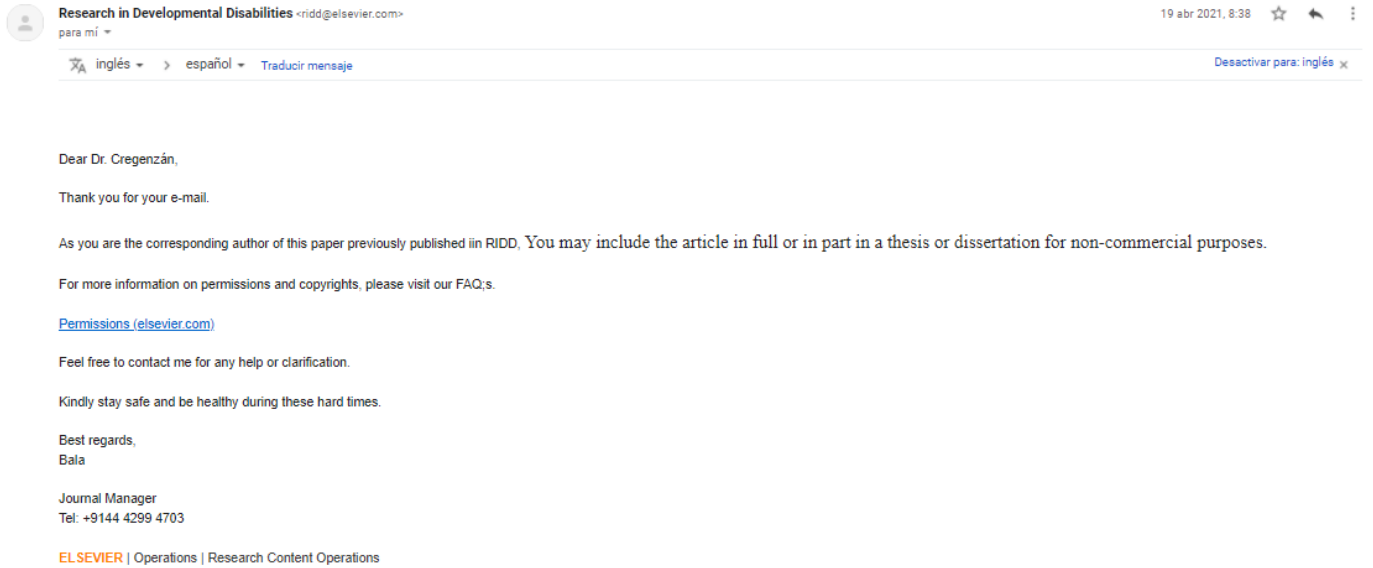 Research in Developmental Disabilities <ridd@elsevier.com>
19 abr 2021, 8:38
para mí
inglés > español Traducir mensaje
Desactivar para: inglés x
Dear Dr. Cregenzán,
Thank you for your e-mail.
As you are the corresponding author of this paper previously published iin RIDD, You may include the article in full or in part in a thesis or dissertation for non-commercial purposes.
For more information on permissions and copyrights, please visit our FAQ;s.
Permissions (elsevier.com)
Feel free to contact me for any help or clarification.
Kindly stay safe and be healthy during these hard times.
Best regards,
Bala
Journal Manager
Tel: +9144 4299 4703
ELSEVIER | Operations | Research Content Operations